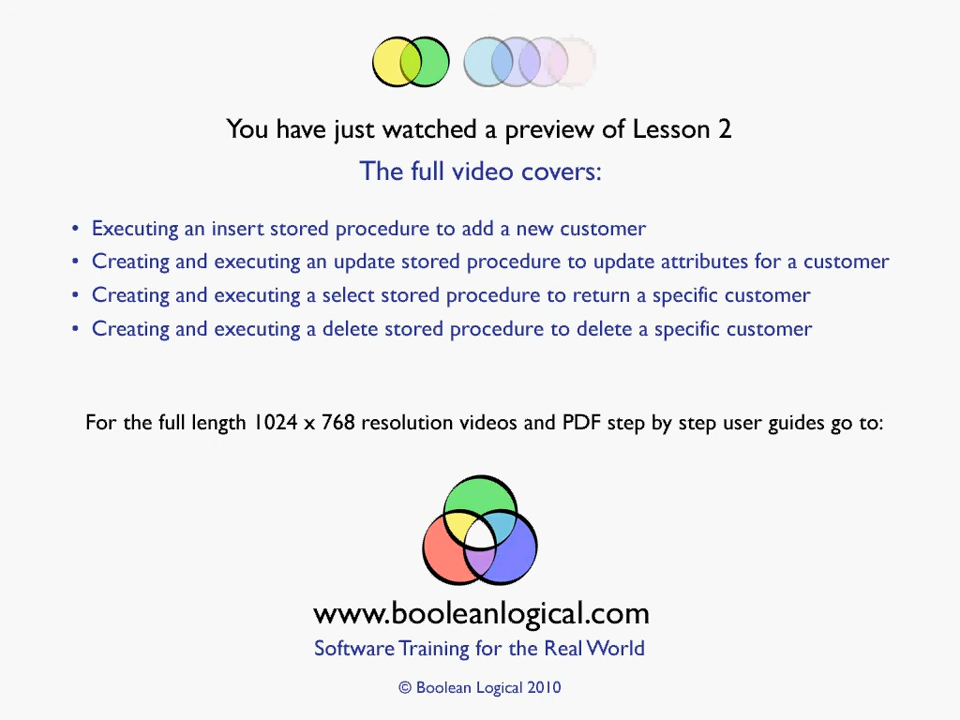 You have just watched a preview of Lesson 2
The full video covers:
• Executing an insert stored procedure to add a new customer
• Creating and executing an update stored procedure to update attributes for a customer
• Creating and executing a select stored procedure to return a specific customer
• Creating and executing a delete stored procedure to delete a specific customer
For the full length 1024 x 768 resolution videos and PDF step by step user guides go to:
www.booleanlogical.com
Software Training for the Real World
© Boolean Logical 2010